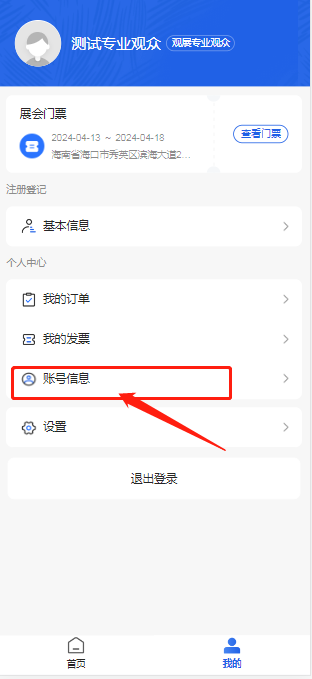 测试专业观众 观展专业观众
展会门票
2024-04-13 ~ 2024-04-18
海南省海口市秀英区滨海大道2...
查看门票
注册登记
基本信息
个人中心
我的订单
我的发票
账号信息
设置
退出登录
首页 我的